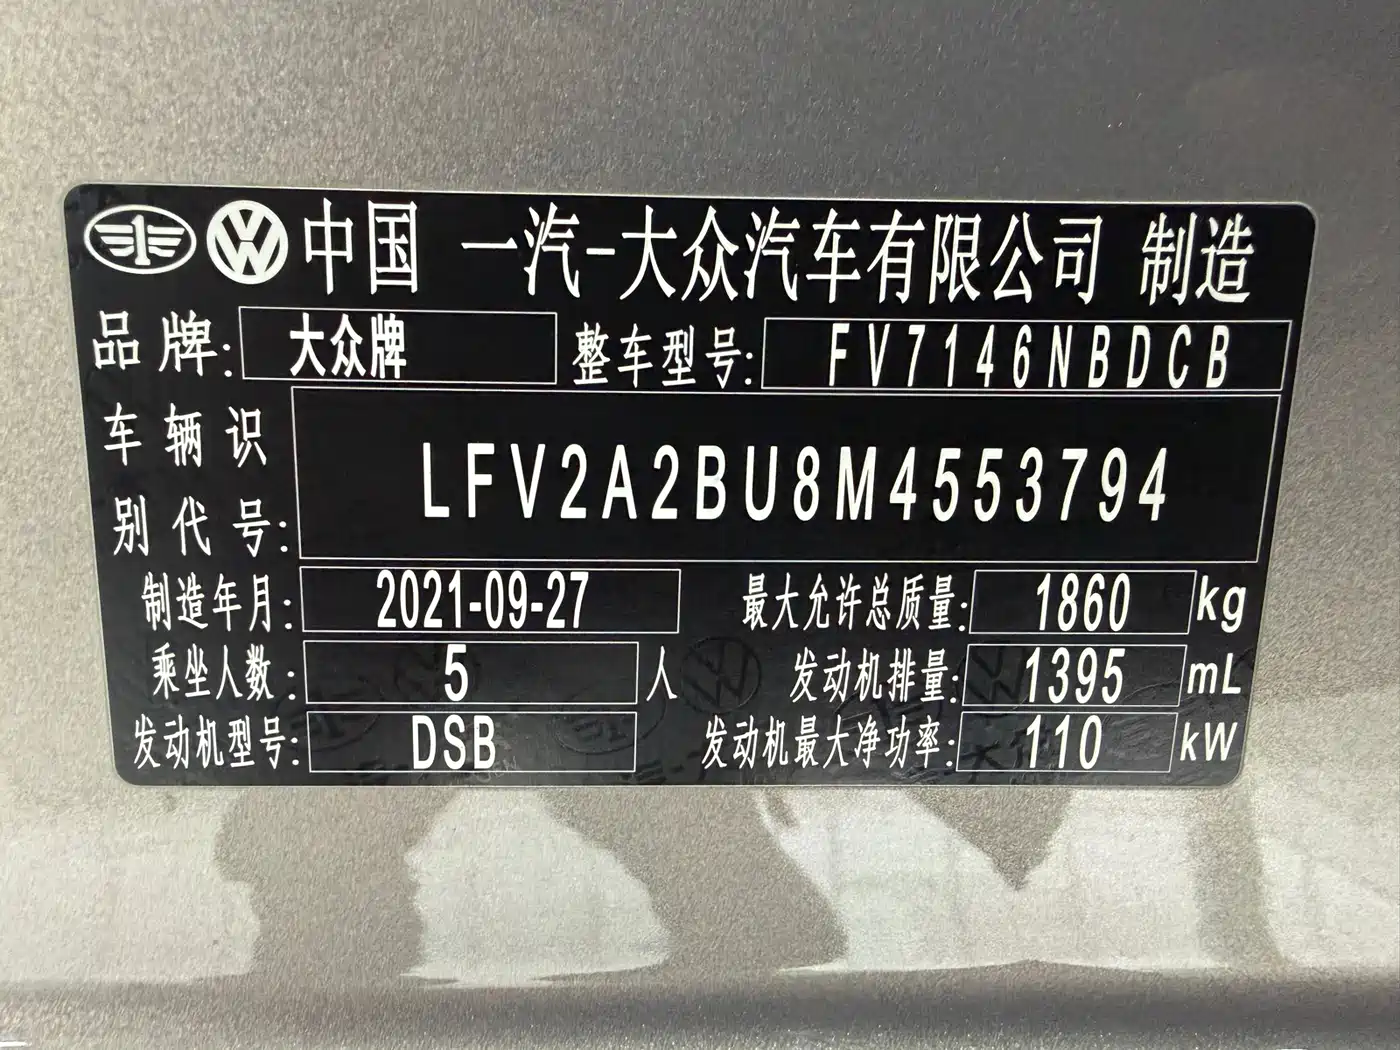 中国 一汽-大众汽车有限公司 制造
品牌: 大众牌 整车型号: FV7146NBDCB
车辆识别代号: LFV2A2BU8M4553794
制造年月: 2021-09-27 最大允许总质量: 1860 kg
乘坐人数: 5 人 发动机排量: 1395 mL
发动机型号: DSB 发动机最大净功率: 110 kW